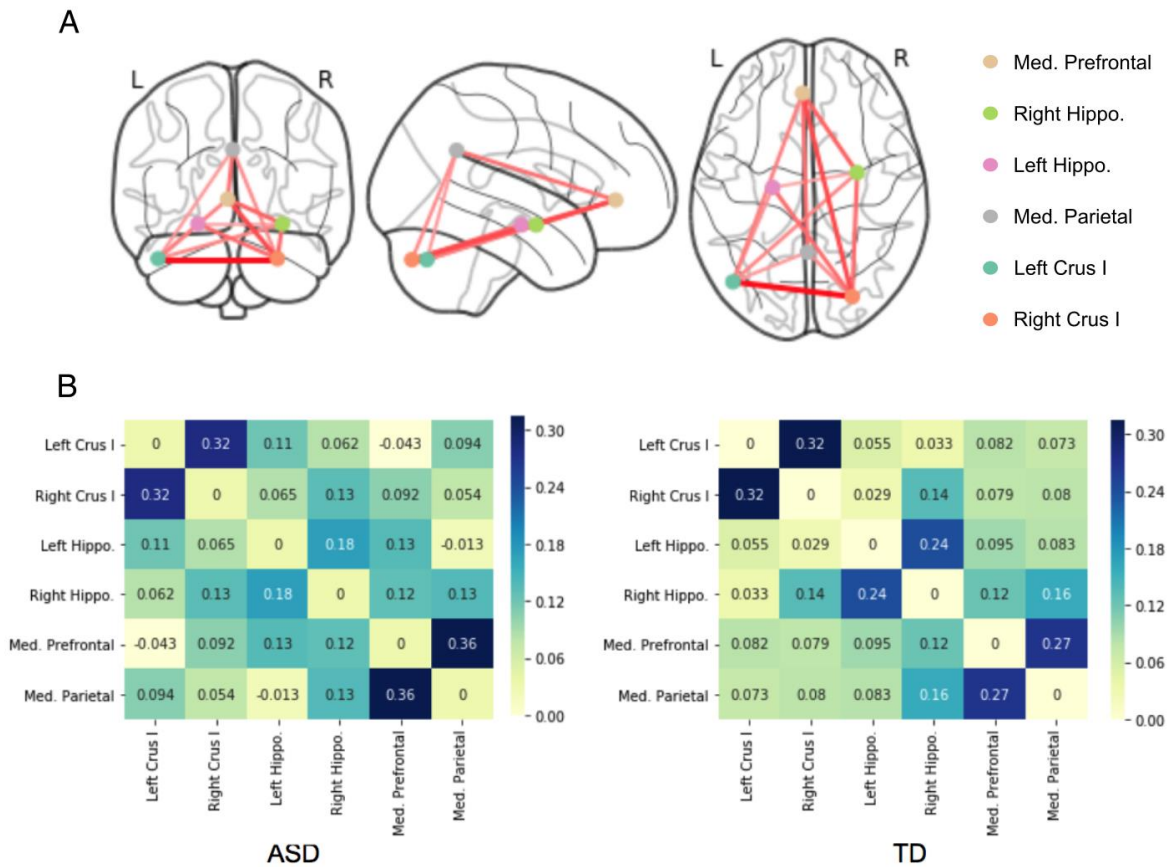 A
L R L R
Med. Prefrontal
Right Hippo.
Left Hippo.
Med. Parietal
Left Crus I
Right Crus I
B
Left Crus I 0 0.32 0.11 0.062 -0.043 0.094
Right Crus I 0.32 0 0.065 0.13 0.092 0.054
Left Hippo. 0.11 0.065 0 0.18 0.13 -0.013
Right Hippo. 0.062 0.13 0.18 0 0.12 0.13
Med. Prefrontal -0.043 0.092 0.13 0.12 0 0.36
Med. Parietal 0.094 0.054 -0.013 0.13 0.36 0
Left Crus I
Right Crus I
Left Hippo.
Right Hippo.
Med. Prefrontal
Med. Parietal
0.30
0.24
0.18
0.12
0.06
0.00
ASD
Left Crus I 0 0.32 0.055 0.033 0.082 0.073
Right Crus I 0.32 0 0.029 0.14 0.079 0.08
Left Hippo. 0.055 0.029 0 0.24 0.095 0.083
Right Hippo. 0.033 0.14 0.24 0 0.12 0.16
Med. Prefrontal 0.082 0.079 0.095 0.12 0 0.27
Med. Parietal 0.073 0.08 0.083 0.16 0.27 0
Left Crus I
Right Crus I
Left Hippo.
Right Hippo.
Med. Prefrontal
Med. Parietal
0.30
0.24
0.18
0.12
0.06
0.00
TD